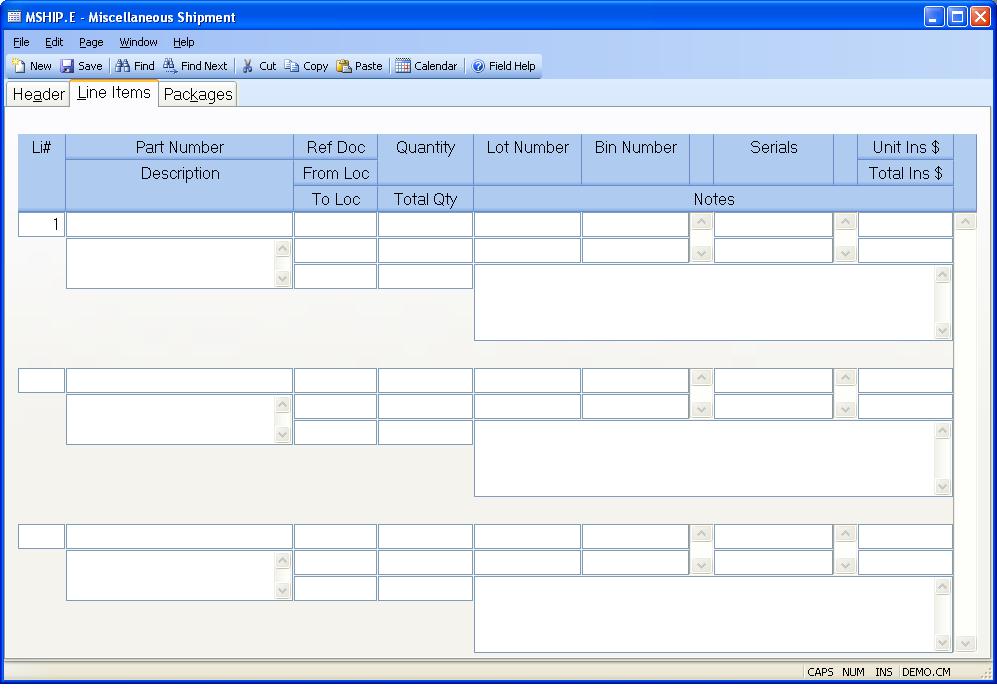 MSHIP.E - Miscellaneous Shipment
File Edit Page Window Help
New Save Find Find Next Cut Copy Paste Calendar Field Help
Header Line Items Packages
Li# Part Number Ref Doc Quantity Lot Number Bin Number Serials Unit Ins $
Description From Loc Total Ins $
To Loc Total Qty Notes
1
CAPS NUM INS DEMO.CM